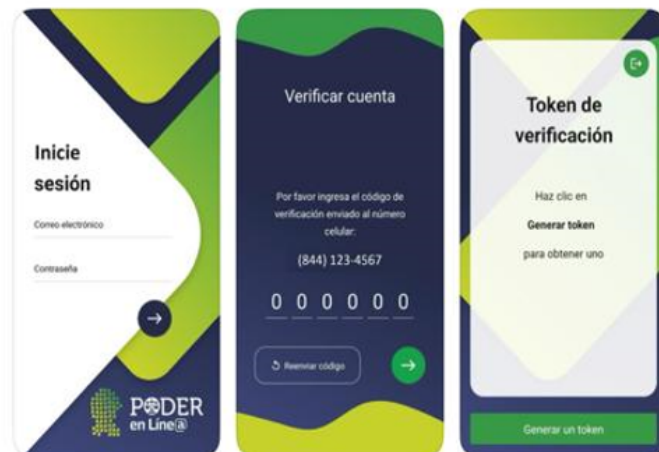 Inicie
sesión
Correo electrónico
Contraseña
PODER
en Líne@
Verificar cuenta
Por favor ingresa el código de
verificación enviado al número
celular:
(844) 123-4567
0 0 0 0 0 0
Reenviar código
Token de
verificación
Haz clic en
Generar token
para obtener uno
Generar un token